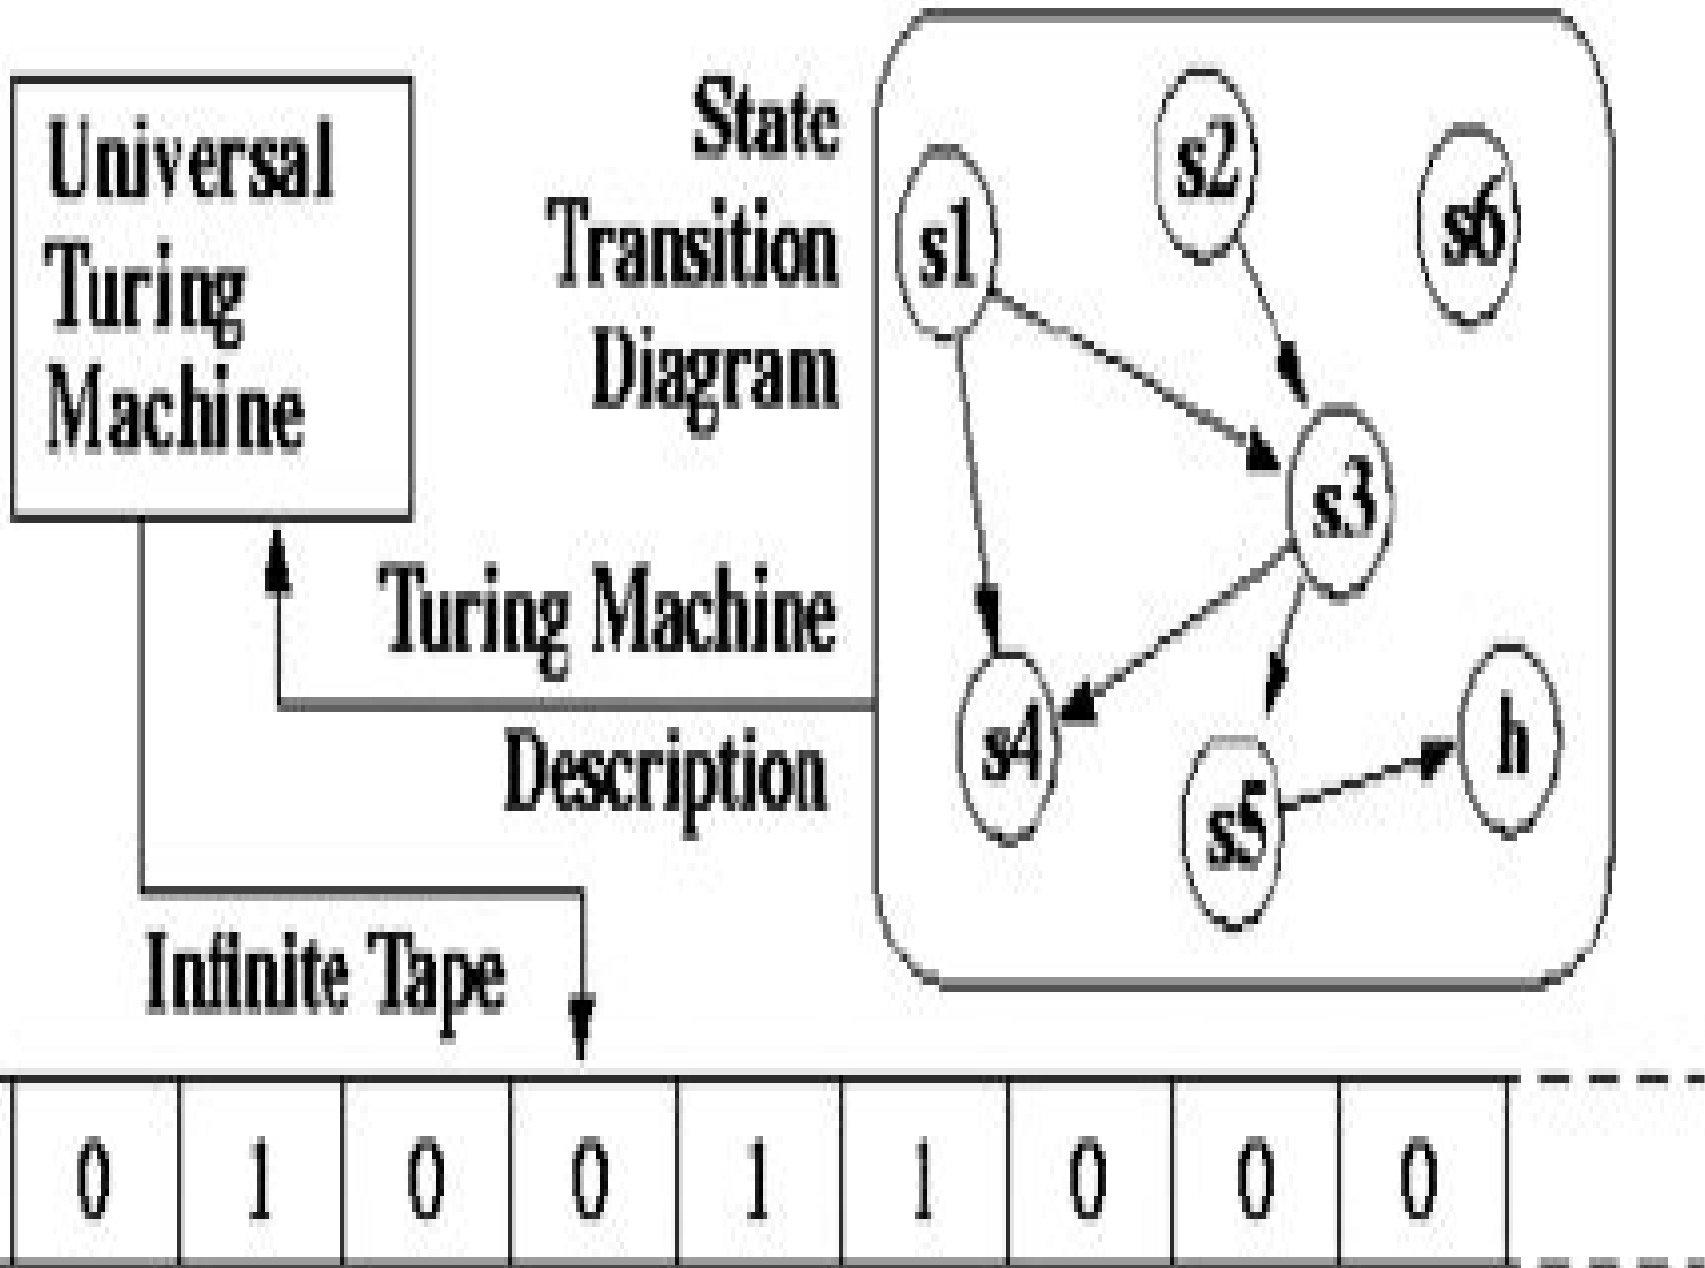 Universal
Turing
Machine
State
Transition
Diagram
s1
s2
s6
s3
Turing Machine
Description
s4
s5
h
Infinite Tape
0 1 0 0 1 1 0 0 0